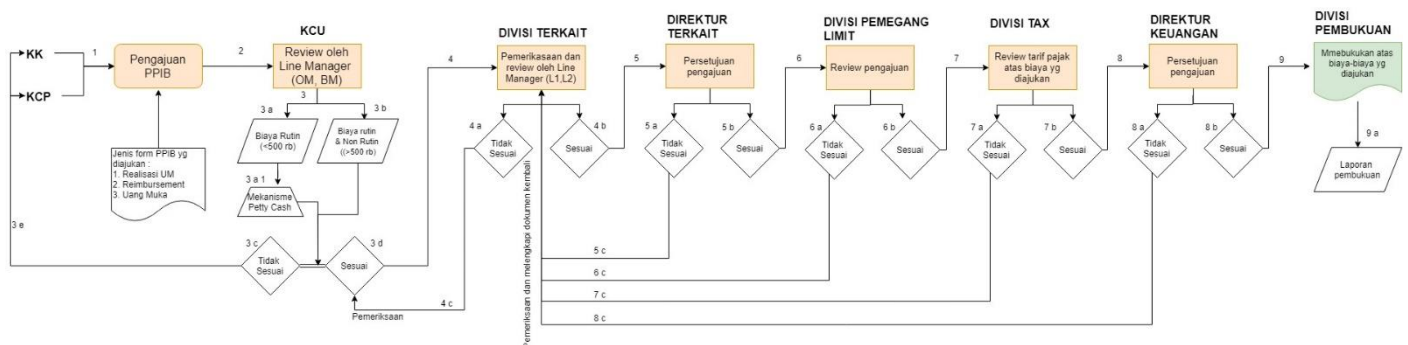 KK
KCP
1
Pengajuan
PPIB
Jenis form PPIB yg
diajukan :
1. Realisasi UM
2. Reimbursement
3. Uang Muka
3 e
2
KCU
Review oleh
Line Manager
(OM, BM)
3
3 a
3 b
Biaya Rutin
(<500 rb)
Biaya rutin
& Non Rutin
((>500 rb)
3 a 1
Mekanisme
Petty Cash
3 c
Tidak
Sesuai
3 d
Sesuai
4
DIVISI TERKAIT
Pemerikasaan dan
review oleh Line
Manager (L1,L2)
4 a
Tidak
Sesuai
4 b
Sesuai
4 c
Pemeriksaan
Pemeriksaan dan melengkapi dokumen kembali
5
DIREKTUR
TERKAIT
Persetujuan
pengajuan
5 a
Tidak
Sesuai
5 b
Sesuai
5 c
6
DIVISI PEMEGANG
LIMIT
Review pengajuan
6 a
Tidak
Sesuai
6 b
Sesuai
6 c
7
DIVISI TAX
Review tarif pajak
atas biaya yg
diajukan
7 a
Tidak
Sesuai
7 b
Sesuai
7 c
8
DIREKTUR
KEUANGAN
Persetujuan
pengajuan
8 a
Tidak
Sesuai
8 b
Sesuai
8 c
9
DIVISI
PEMBUKUAN
Mmebukukan atas
biaya-biaya yg
diajukan
9 a
Laporan
pembukuan